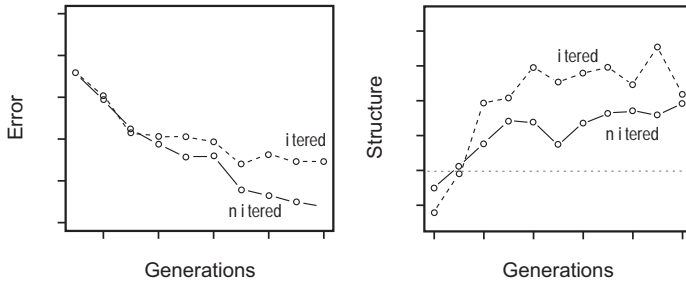 Error
i tered
n i tered
Generations
Structure
i tered
n i tered
Generations